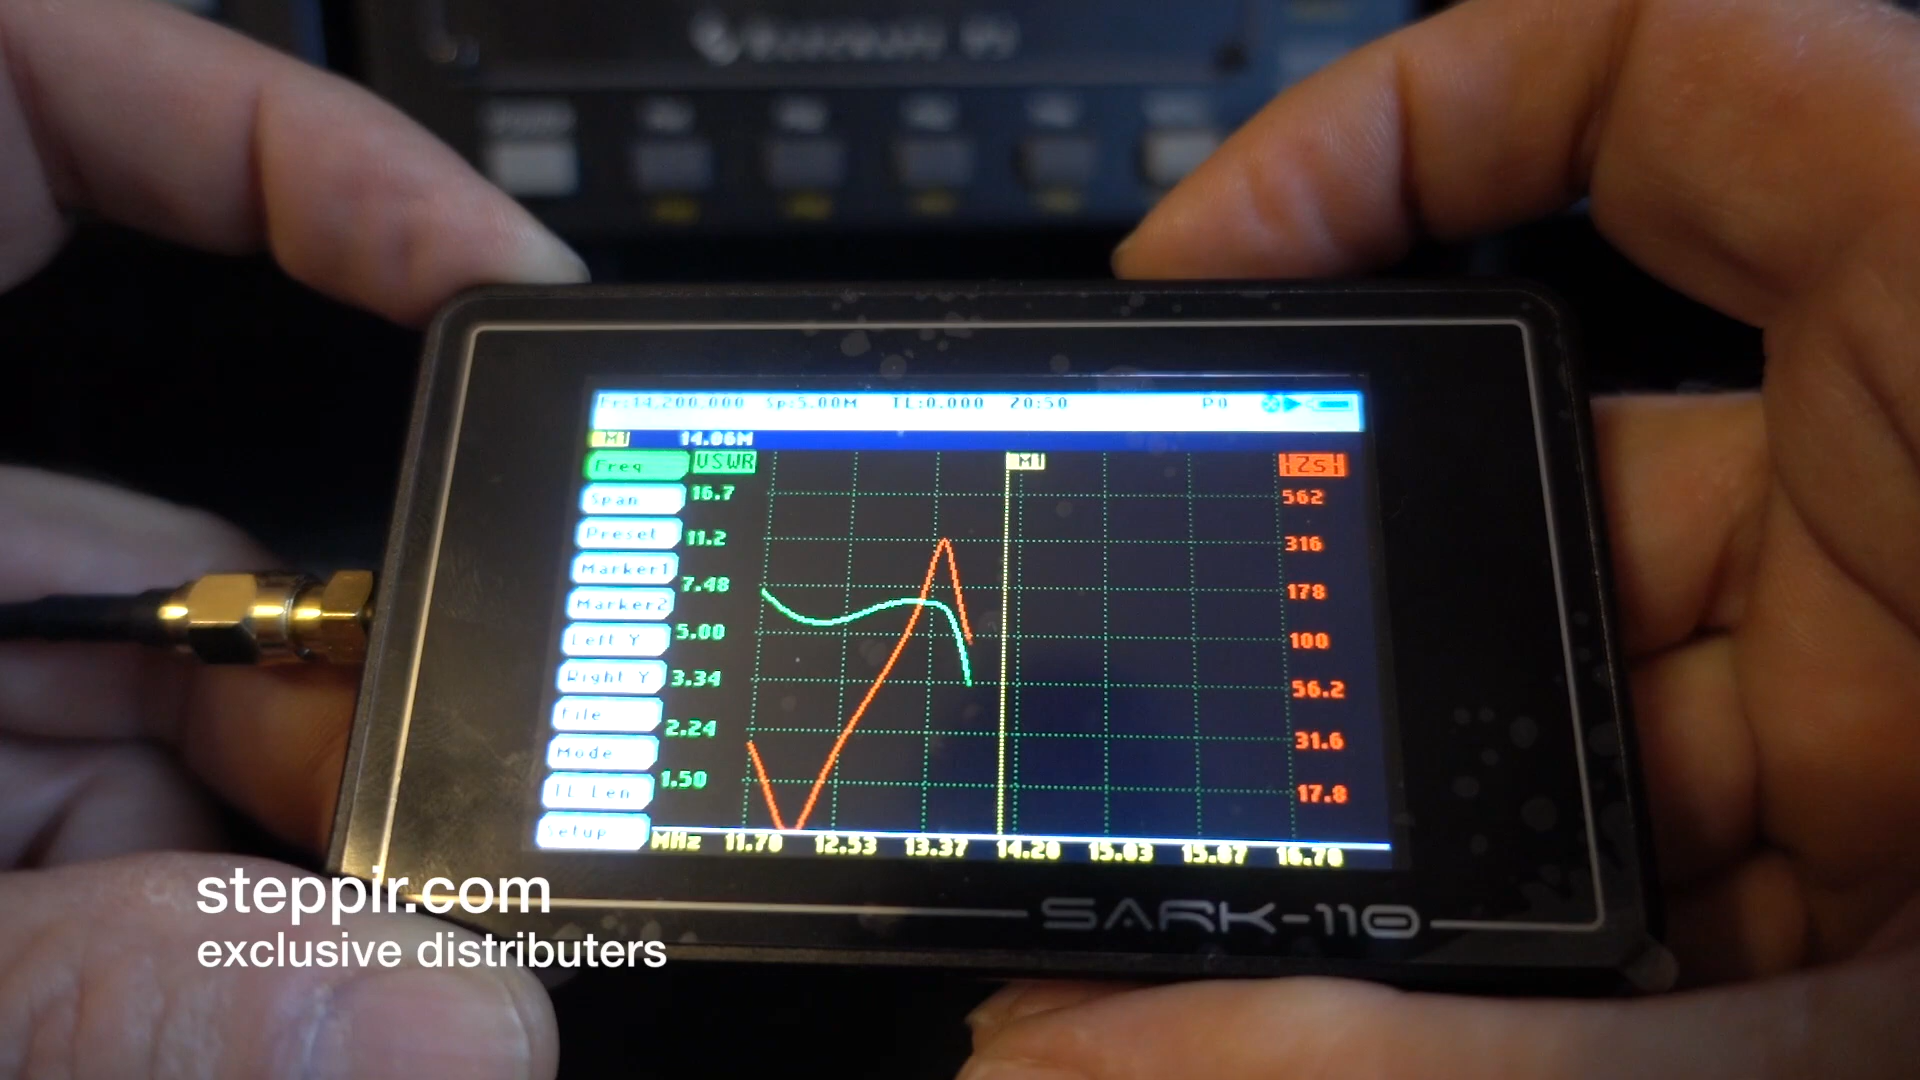 Fr:14.200.000 Sp:5.00M TL:0.000 Z0:50 P0
M1 14.06M
Freq VSWR M1 |Zs|
Span 16.7 562
Preset 11.2 316
Marker1 7.48 178
Marker2 5.00 100
Left Y 3.34 56.2
Right Y 2.24 31.6
File 1.50 17.8
Mode
TL Len
Setup
MHz 11.70 12.53 13.37 14.20 15.03 15.87 16.70
SARK-110
steppir.com
exclusive distributers